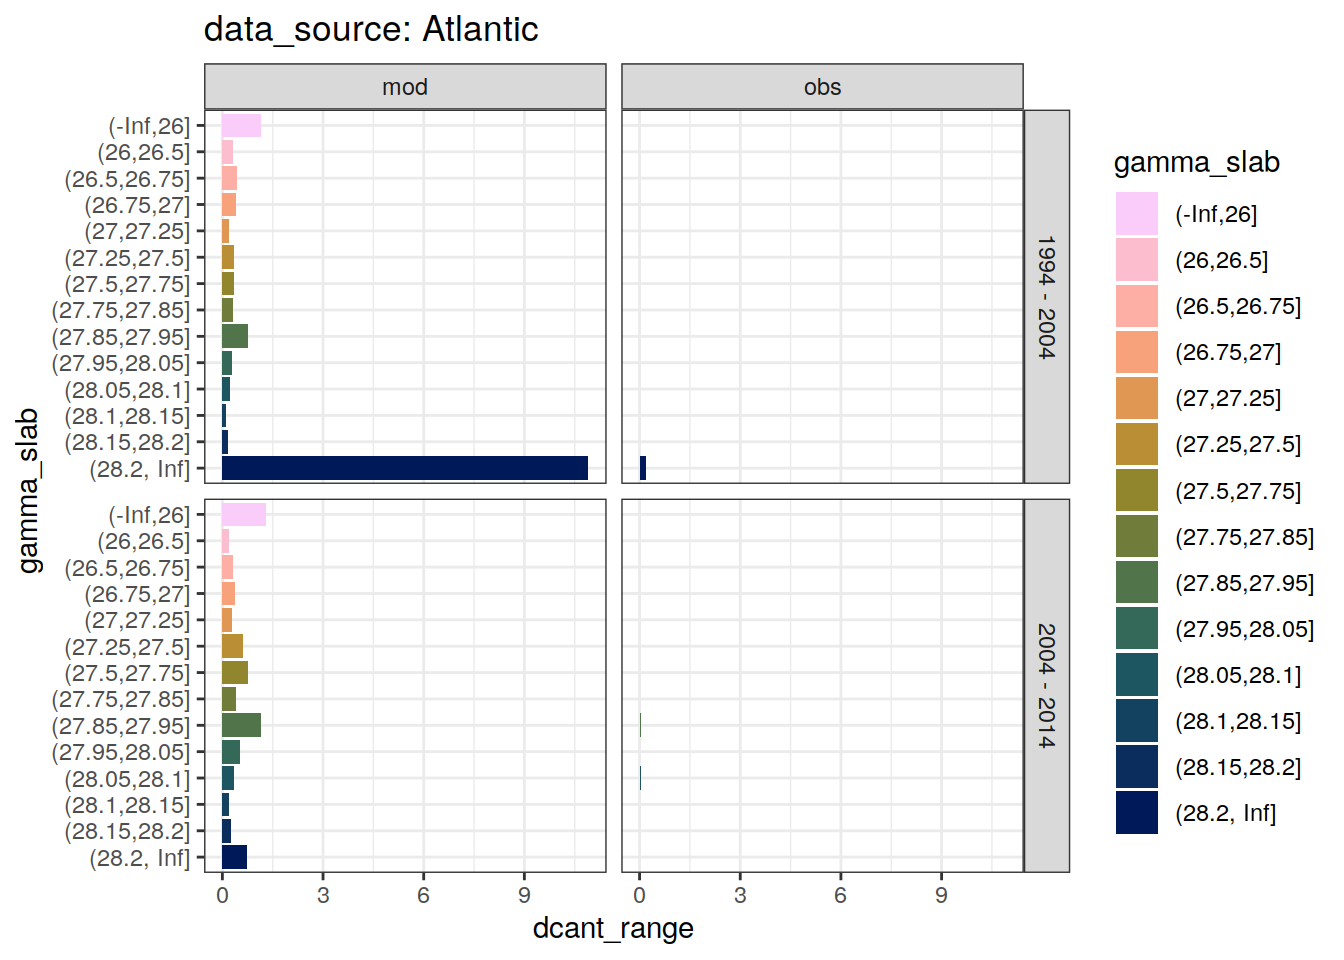 data_source: Atlantic
mod
obs
(-Inf,26]
(26,26.5]
(26.5,26.75]
(26.75,27]
(27,27.25]
(27.25,27.5]
(27.5,27.75]
(27.75,27.85]
(27.85,27.95]
(27.95,28.05]
(28.05,28.1]
(28.1,28.15]
(28.15,28.2]
(28.2, Inf]
1994 - 2004
(-Inf,26]
(26,26.5]
(26.5,26.75]
(26.75,27]
(27,27.25]
(27.25,27.5]
(27.5,27.75]
(27.75,27.85]
(27.85,27.95]
(27.95,28.05]
(28.05,28.1]
(28.1,28.15]
(28.15,28.2]
(28.2, Inf]
2004 - 2014
gamma_slab
0 3 6 9
0 3 6 9
dcant_range
gamma_slab
(-Inf,26]
(26,26.5]
(26.5,26.75]
(26.75,27]
(27,27.25]
(27.25,27.5]
(27.5,27.75]
(27.75,27.85]
(27.85,27.95]
(27.95,28.05]
(28.05,28.1]
(28.1,28.15]
(28.15,28.2]
(28.2, Inf]